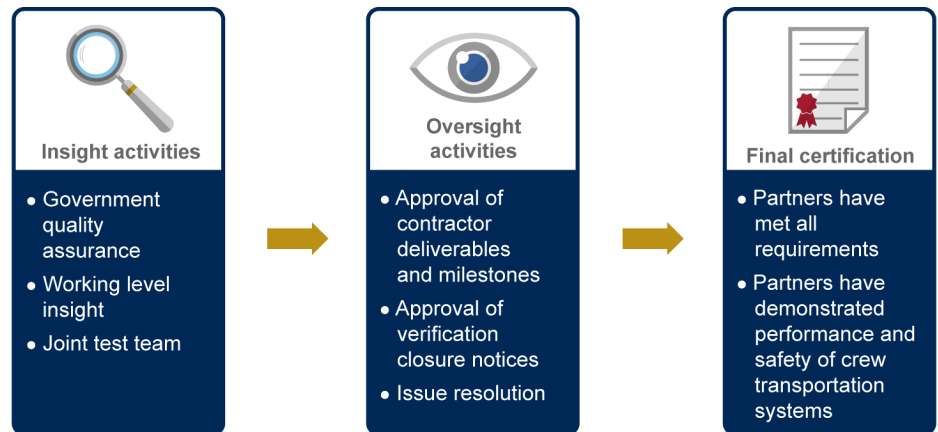 Insight activities
• Government
quality
assurance
• Working level
insight
• Joint test team
Oversight
activities
• Approval of
contractor
deliverables
and milestones
• Approval of
verification
closure notices
• Issue resolution
Final certification
• Partners have
met all
requirements
• Partners have
demonstrated
performance and
safety of crew
transportation
systems